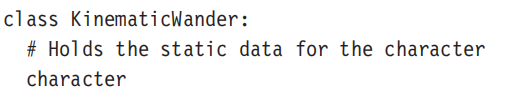 class KinematicWander:
# Holds the static data for the character
character